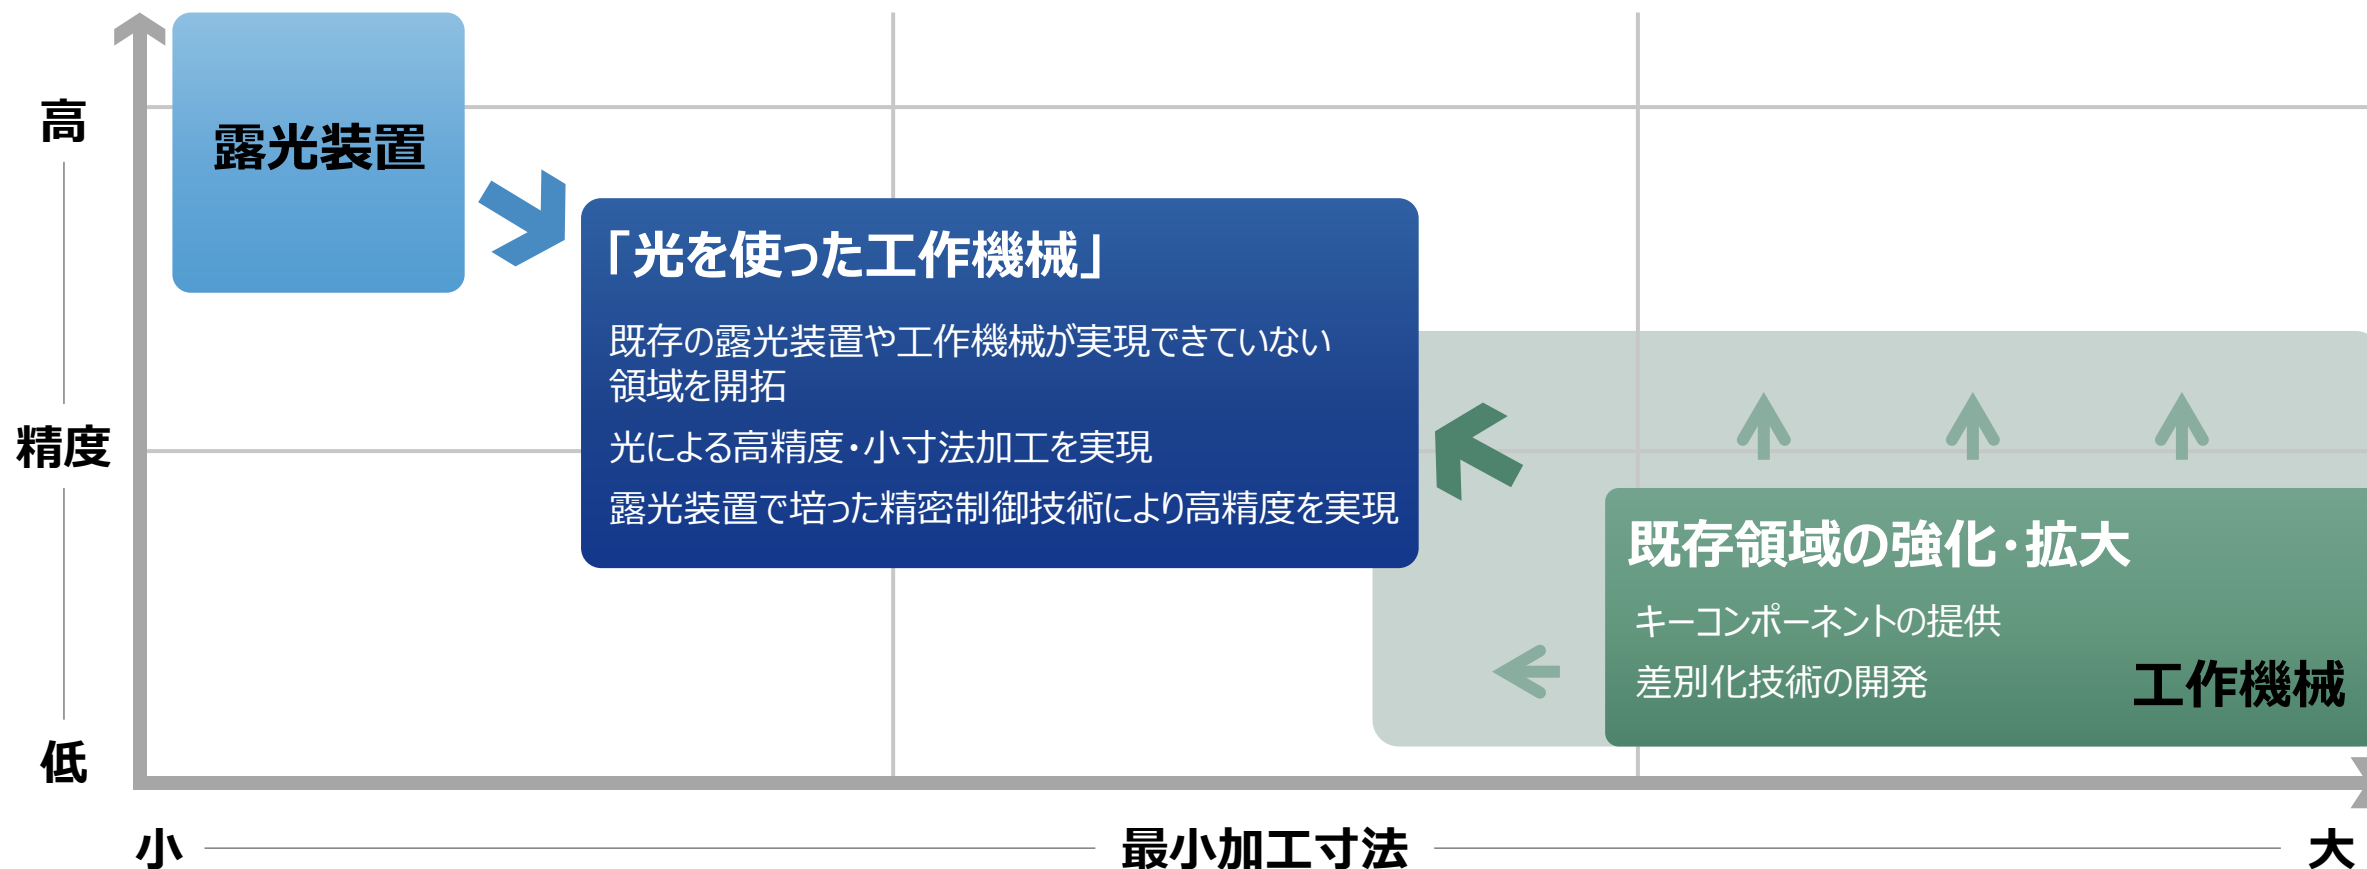 高
露光装置
「光を使った工作機械」
既存の露光装置や工作機械が実現できていない
領域を開拓
光による高精度・小寸法加工を実現
露光装置で培った精密制御技術により高精度を実現
精度
既存領域の強化・拡大
キーコンポーネントの提供
差別化技術の開発
工作機械
低
小
最小加工寸法
大